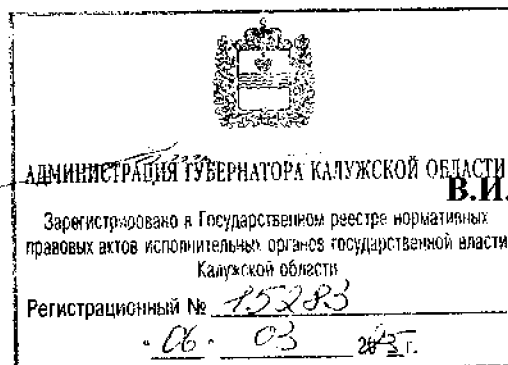 АДМИНИСТРАЦИЯ ГУБЕРНАТОРА КАЛУЖСКОЙ ОБЛАСТИ
В.И.
Зарегистрировано в Государственном реестре нормативных
правовых актов исполнительных органов государственной власти
Калужской области
Регистрационный № 15283
" 06 " 03 2025 г.